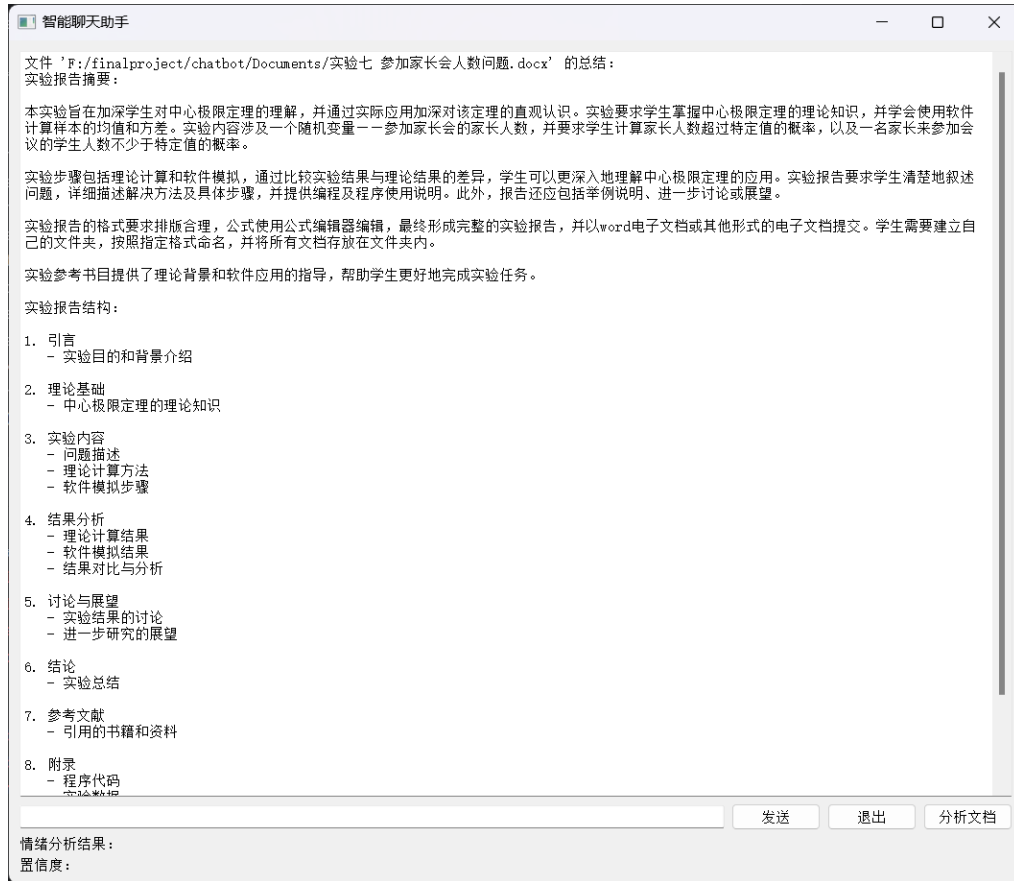 智能聊天助手
文件 'F:/finalproject/chatbot/Documents/实验七 参加家长会人数问题.docx' 的总结:
实验报告摘要:
本实验旨在加深学生对中心极限定理的理解，并通过实际应用加深对该定理的直观认识。实验要求学生掌握中心极限定理的理论知识，并学会使用软件
计算样本的均值和方差。实验内容涉及一个随机变量——参加家长会的家长人数，并要求学生计算家长人数超过特定值的概率，以及一名家长来参加会
议的学生人数不少于特定值的概率。
实验步骤包括理论计算和软件模拟，通过比较实验结果与理论结果的差异，学生可以更深入地理解中心极限定理的应用。实验报告要求学生清楚地叙述
问题，详细描述解决方法及具体步骤，并提供编程及程序使用说明。此外，报告还应包括举例说明、进一步讨论或展望。
实验报告的格式要求排版合理，公式使用公式编辑器编辑，最终形成完整的实验报告，并以word电子文档或其他形式的电子文档提交。学生需要建立自
己的文件夹，按照指定格式命名，并将所有文档存放在文件夹内。
实验参考书目提供了理论背景和软件应用的指导，帮助学生更好地完成实验任务。
实验报告结构:
1. 引言
- 实验目的和背景介绍
2. 理论基础
- 中心极限定理的理论知识
3. 实验内容
- 问题描述
- 理论计算方法
- 软件模拟步骤
4. 结果分析
- 理论计算结果
- 软件模拟结果
- 结果对比与分析
5. 讨论与展望
- 实验结果的讨论
- 进一步研究的展望
6. 结论
- 实验总结
7. 参考文献
- 引用的书籍和资料
8. 附录
- 程序代码
- 实验数据
发送 退出 分析文档
情绪分析结果:
置信度: